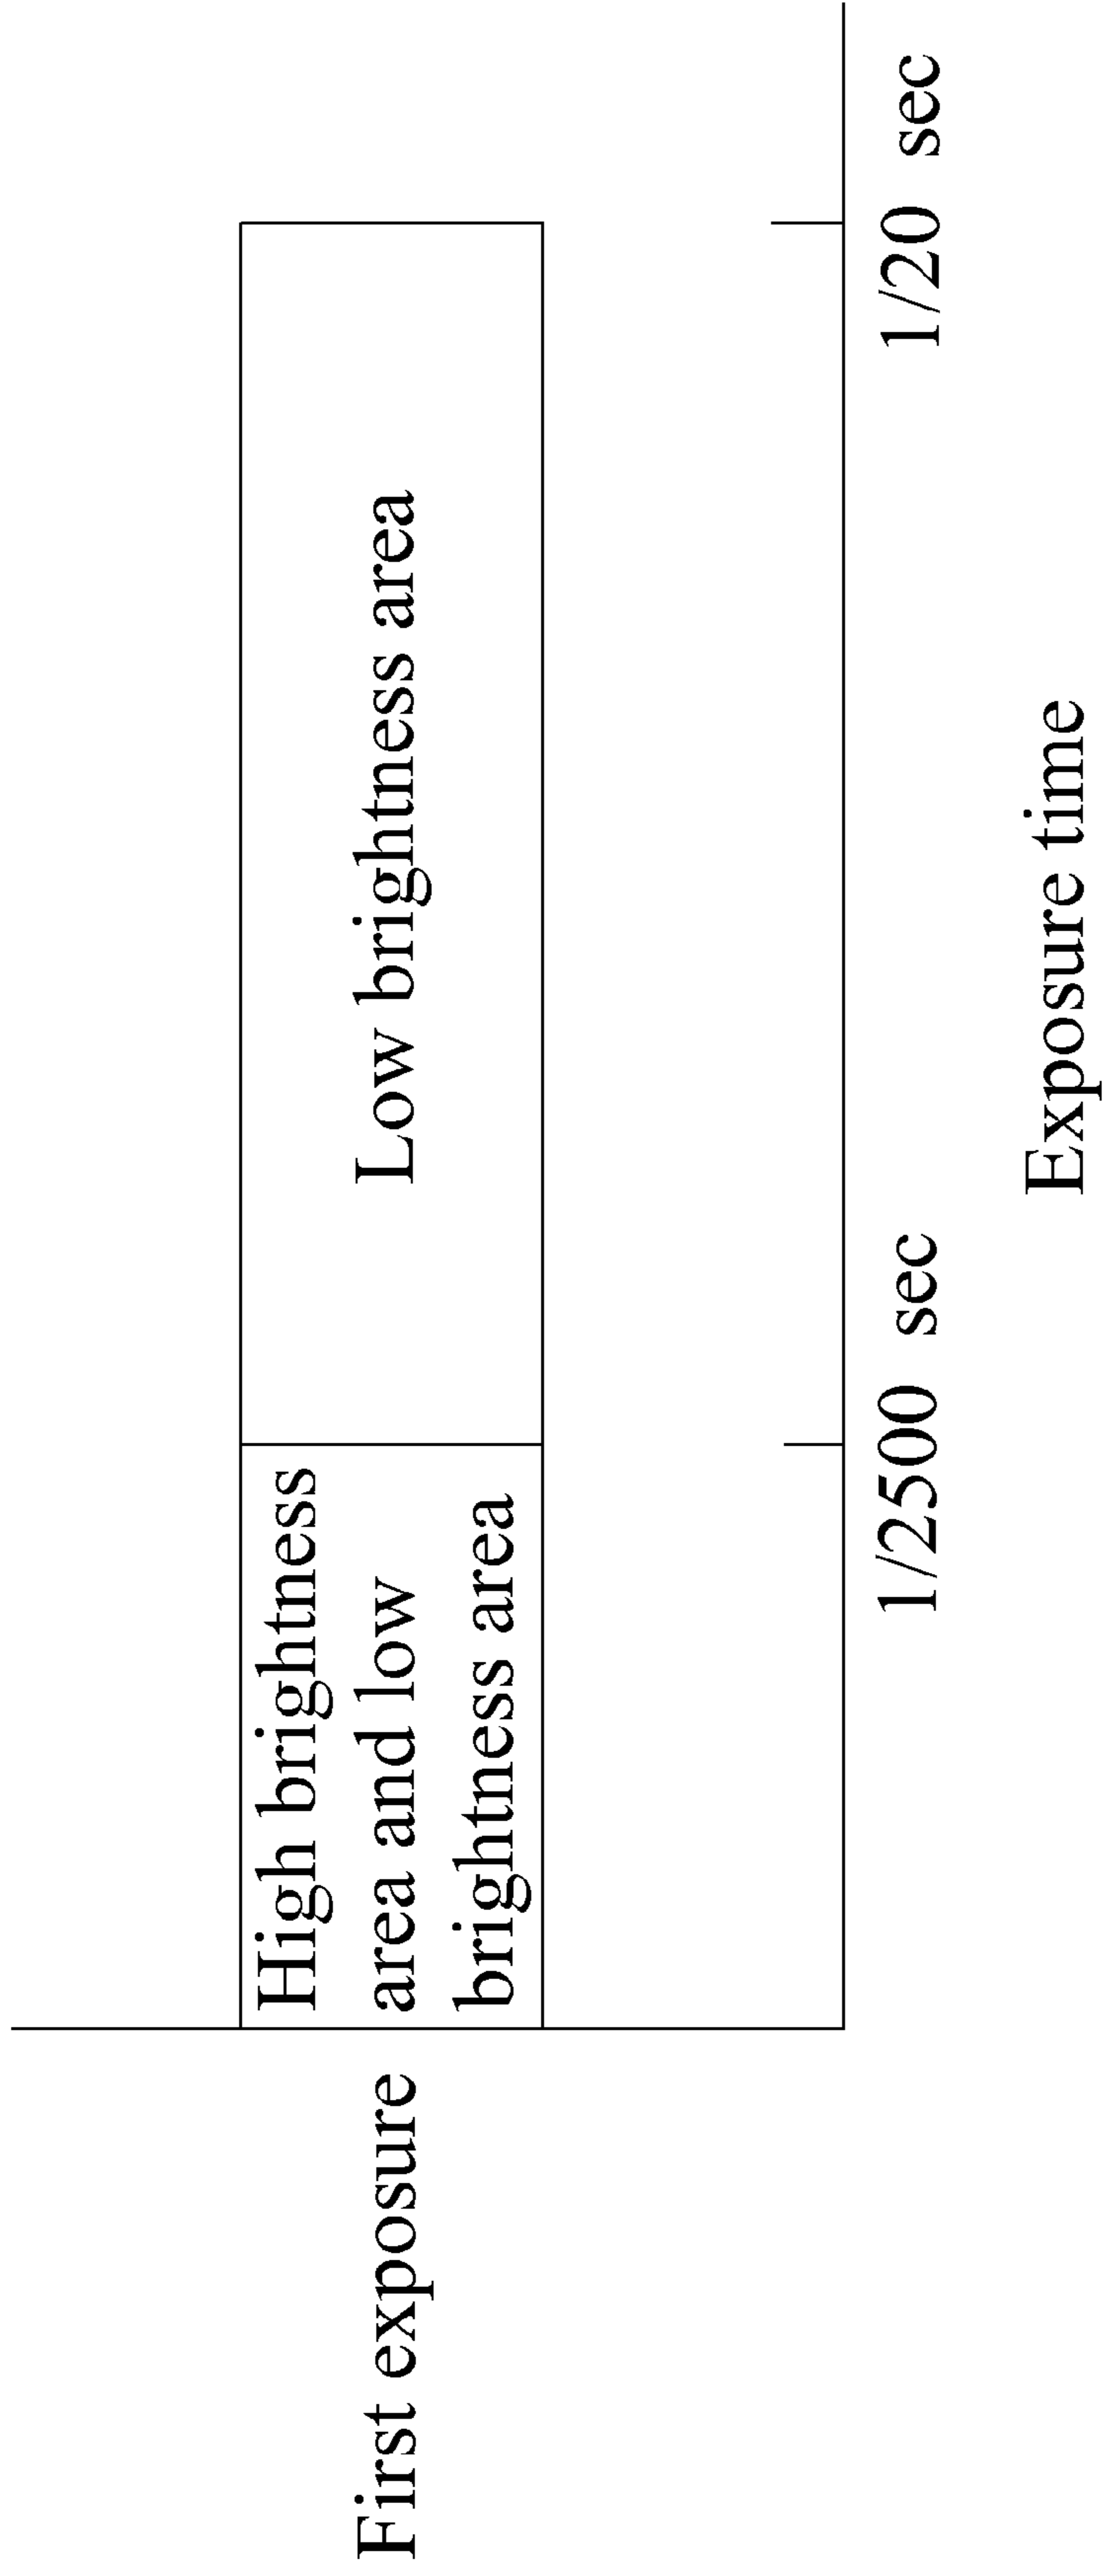 First exposure
High brightness
area and low
brightness area
Low brightness area
1/2500 sec
1/20 sec
Exposure time